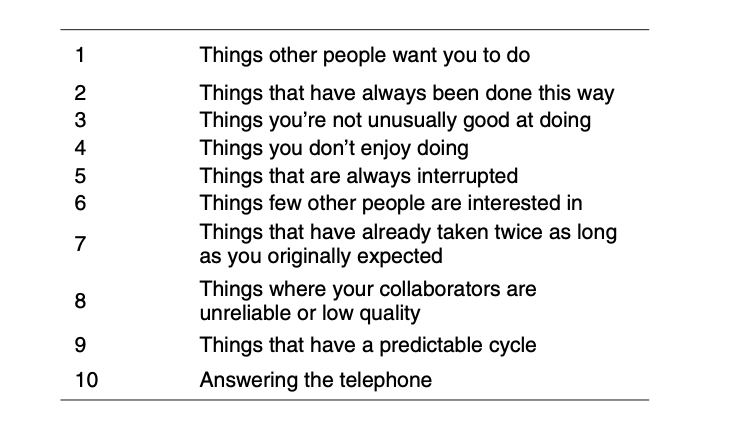 1 Things other people want you to do
2 Things that have always been done this way
3 Things you’re not unusually good at doing
4 Things you don’t enjoy doing
5 Things that are always interrupted
6 Things few other people are interested in
7 Things that have already taken twice as long
as you originally expected
8 Things where your collaborators are
unreliable or low quality
9 Things that have a predictable cycle
10 Answering the telephone